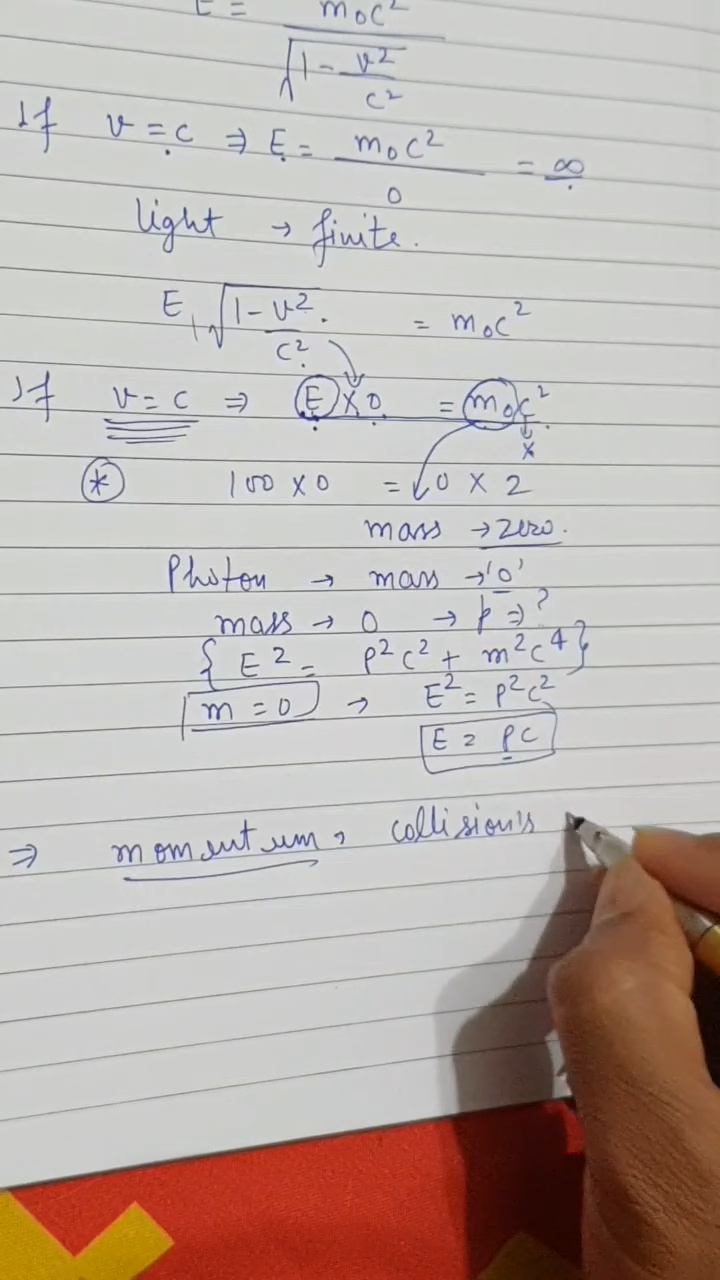 E = m₀c² / √(1 - v²/c²)
If v = c ⇒ E = m₀c² / 0 = ∞
light → finite.
E √(1 - v²/c²) = m₀c²
If v = c ⇒ E × 0 = m₀c²
x
* 100 × 0 = 0 × 2
mass → zero.
Photon → mass → '0'
mass → 0 → p ⇒ ?
{ E² = p²c² + m²c⁴ }
m = 0 → E² = p²c²
E = pc
⇒ momentum, collision's